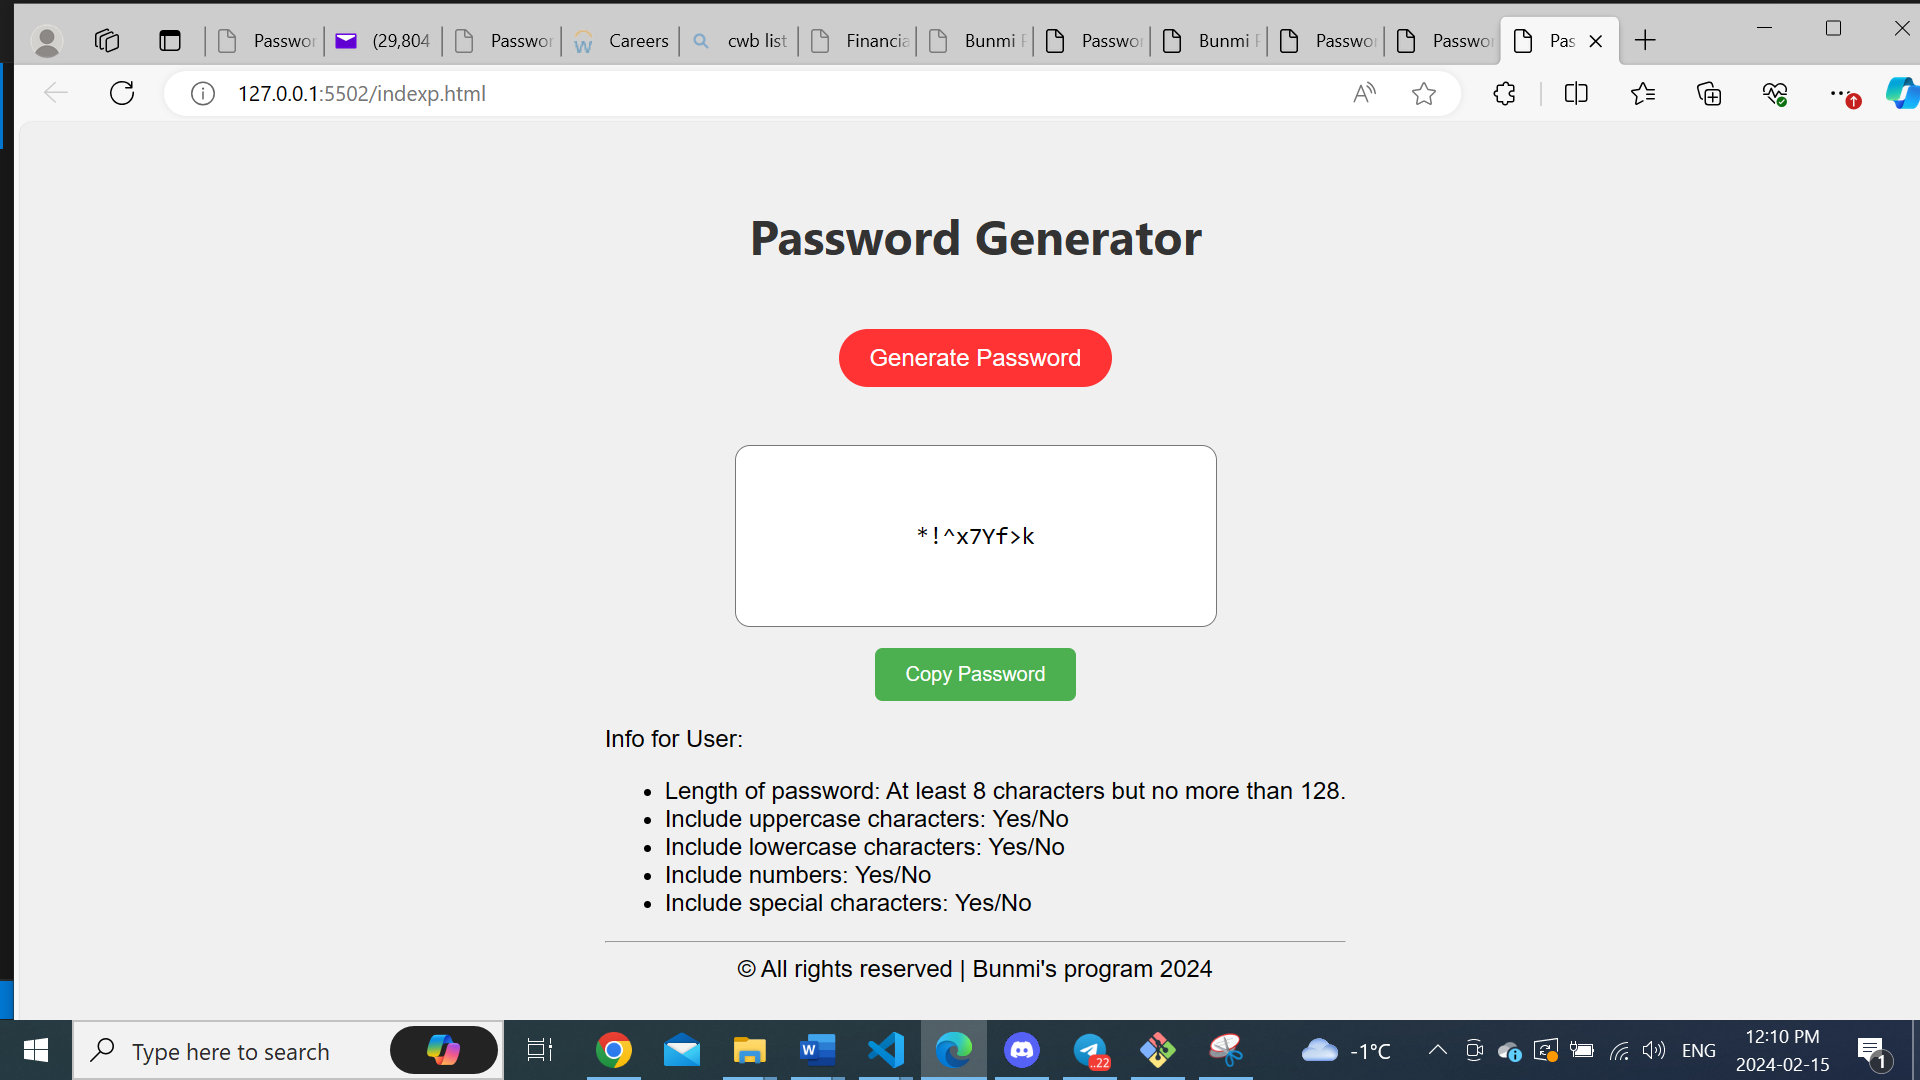 Passwor
(29,804
Passwor
Careers
cwb list
Financia
Bunmi F
Passwor
Bunmi F
Passwor
Passwor
Pas
127.0.0.1:5502/indexp.html
Password Generator
Generate Password
*!^x7Yf>k
Copy Password
Info for User:
• Length of password: At least 8 characters but no more than 128.
• Include uppercase characters: Yes/No
• Include lowercase characters: Yes/No
• Include numbers: Yes/No
• Include special characters: Yes/No
© All rights reserved | Bunmi's program 2024
Type here to search
W
..22
-1°C
ENG
12:10 PM
2024-02-15
1